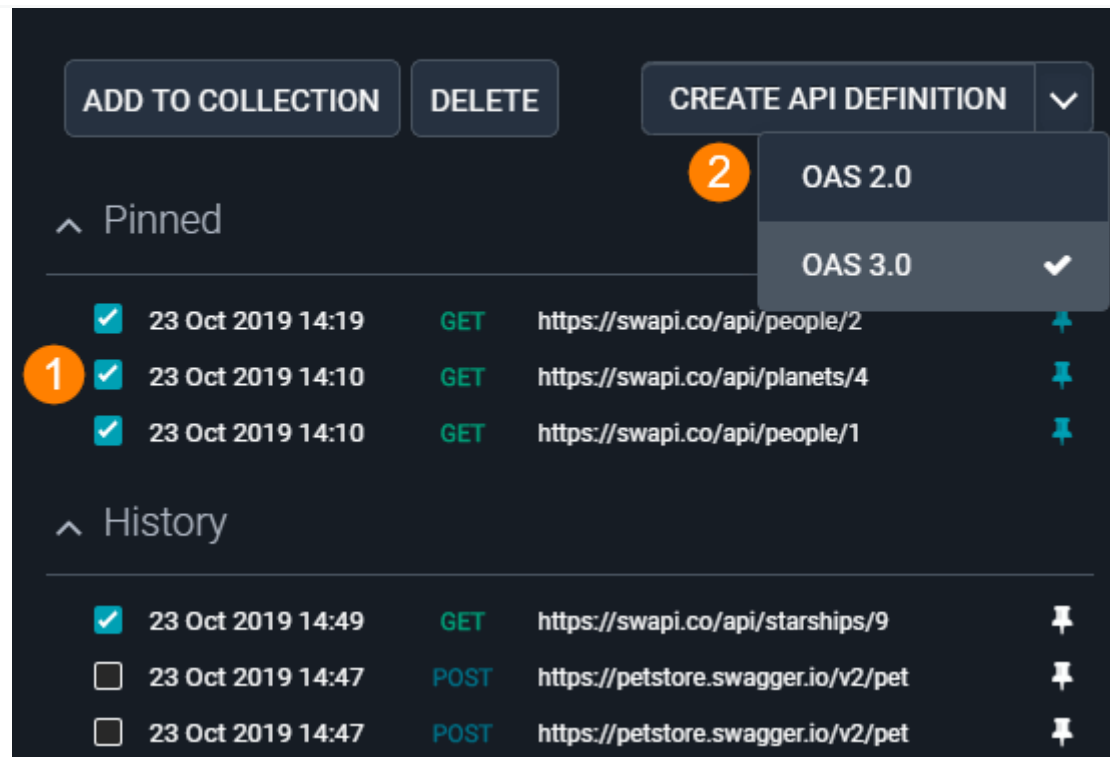 ADD TO COLLECTION DELETE CREATE API DEFINITION
2 OAS 2.0
Pinned
OAS 3.0
23 Oct 2019 14:19 GET https://swapi.co/api/people/2
1 23 Oct 2019 14:10 GET https://swapi.co/api/planets/4
23 Oct 2019 14:10 GET https://swapi.co/api/people/1
History
23 Oct 2019 14:49 GET https://swapi.co/api/starships/9
23 Oct 2019 14:47 POST https://petstore.swagger.io/v2/pet
23 Oct 2019 14:47 POST https://petstore.swagger.io/v2/pet